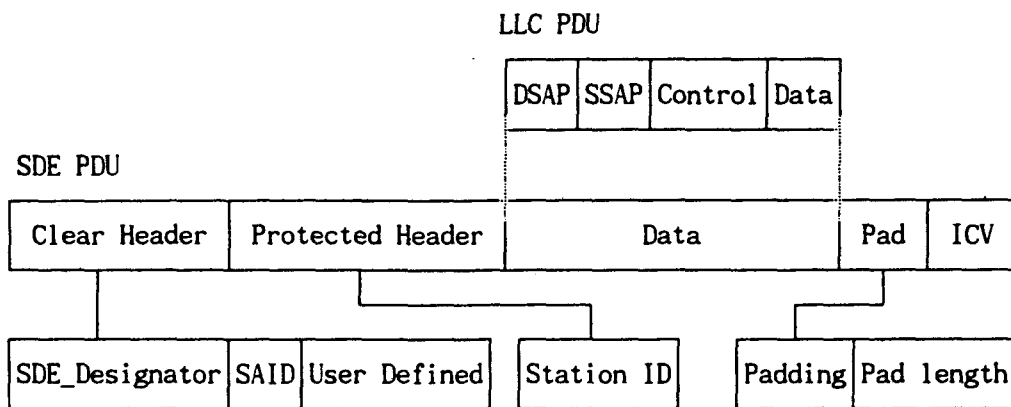 LLC PDU
DSAP SSAP Control Data
SDE PDU
Clear Header Protected Header Data Pad ICV
SDE_Designator SAID User Defined Station ID Padding Pad length